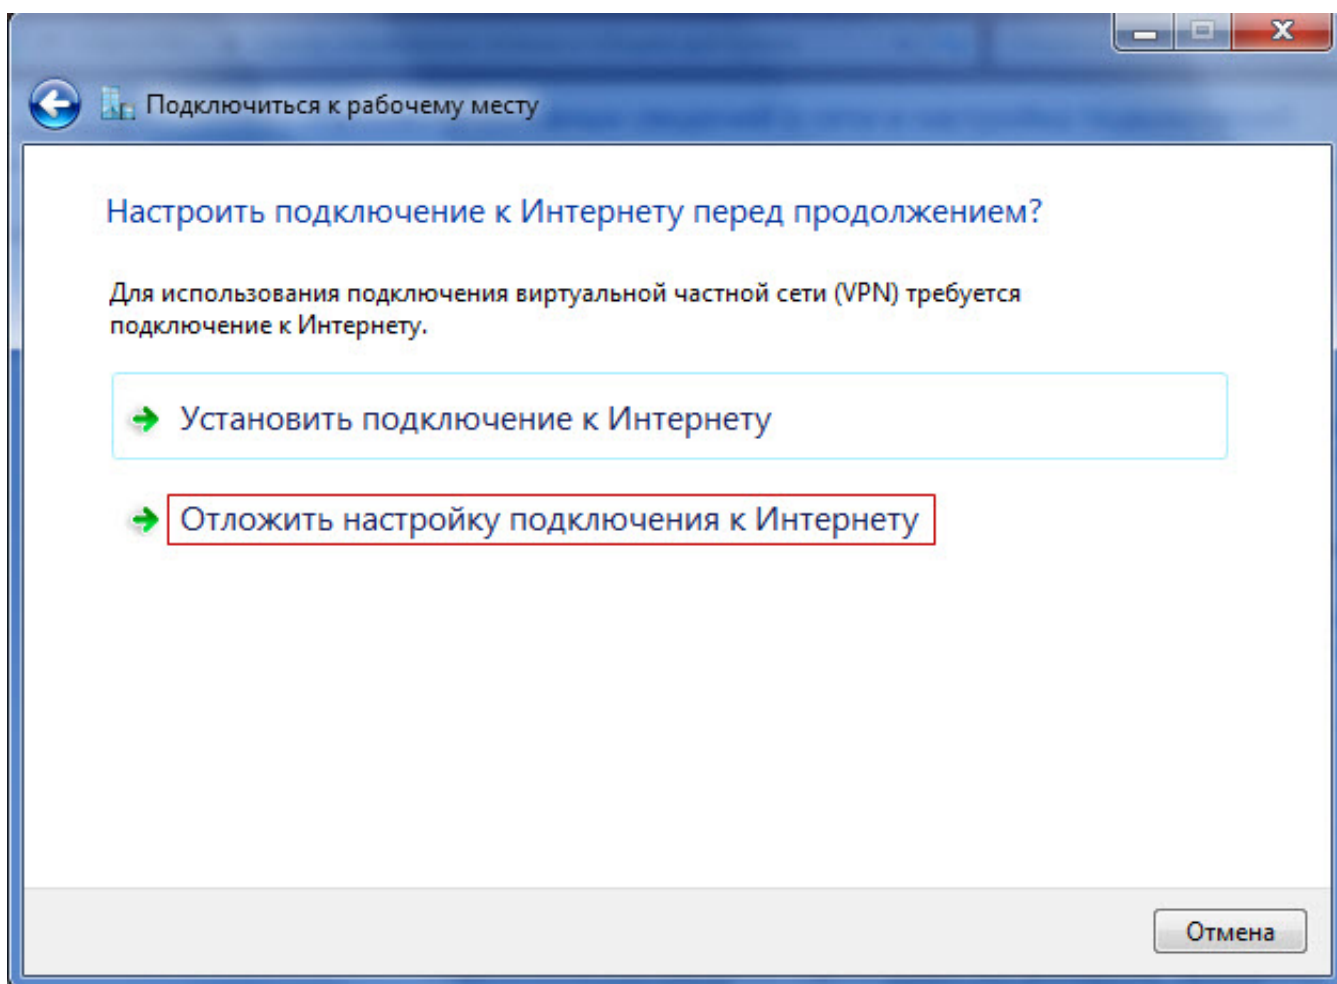 Подключиться к рабочему месту
Настроить подключение к Интернету перед продолжением?
Для использования подключения виртуальной частной сети (VPN) требуется
подключение к Интернету.
Установить подключение к Интернету
Отложить настройку подключения к Интернету
Отмена